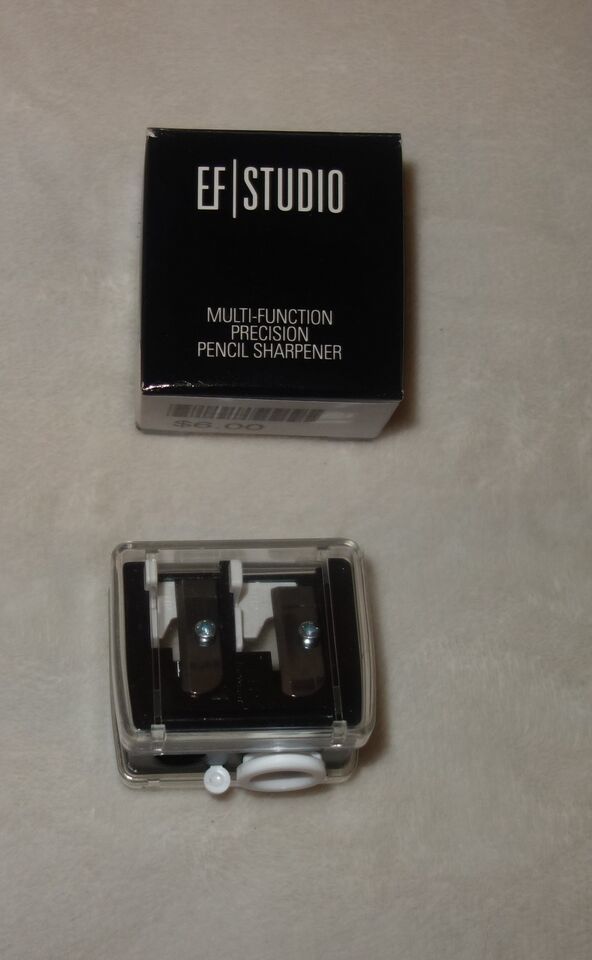 EF|STUDIO
MULTI-FUNCTION
PRECISION
PENCIL SHARPENER
$6.00